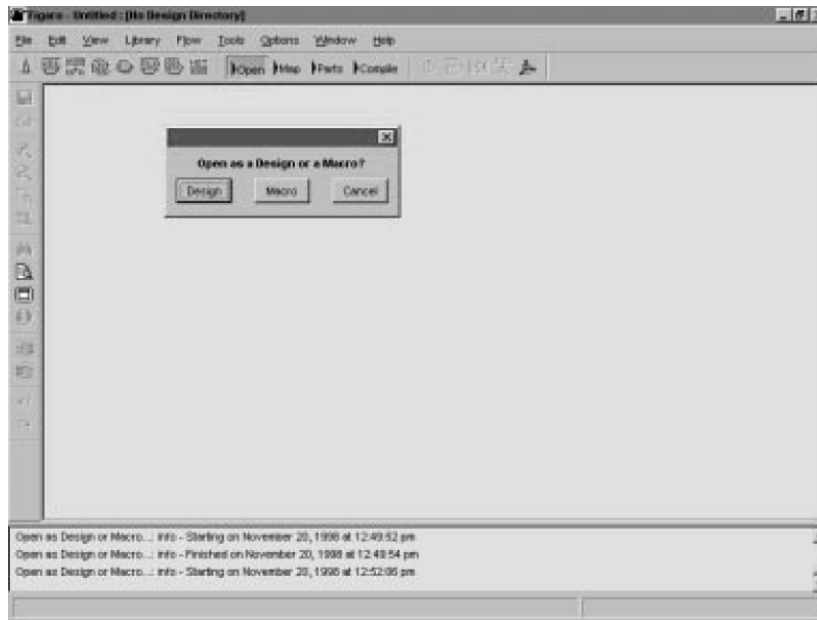 Figaro - Untitled : [No Design Directory]
File Edit View Library Flow Tools Options Window Help
Open Map Parts Compile
Open as a Design or a Macro?
Design Macro Cancel
Open as Design or Macro...: info - Starting on November 20, 1998 at 12:49:52 pm
Open as Design or Macro...: info - Finished on November 20, 1998 at 12:49:54 pm
Open as Design or Macro...: info - Starting on November 20, 1998 at 12:52:06 pm